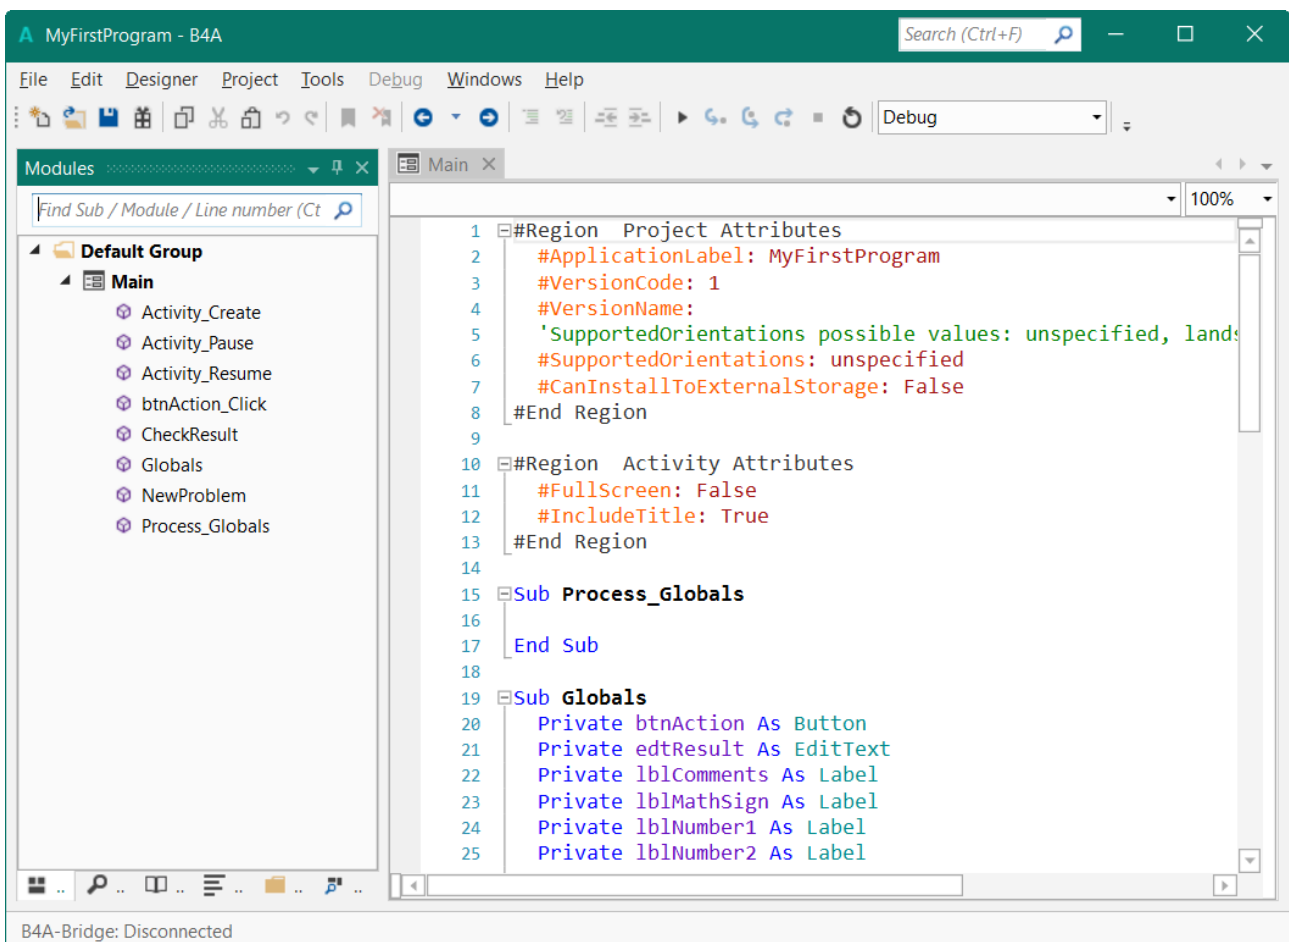 A MyFirstProgram - B4A
Search (Ctrl+F)
File Edit Designer Project Tools Debug Windows Help
Debug
Modules
Find Sub / Module / Line number (Ct
Default Group
Main
Activity_Create
Activity_Pause
Activity_Resume
btnAction_Click
CheckResult
Globals
NewProblem
Process_Globals
Main
100%
1 #Region  Project Attributes
2 #ApplicationLabel: MyFirstProgram
3 #VersionCode: 1
4 #VersionName:
5 'SupportedOrientations possible values: unspecified, lands
6 #SupportedOrientations: unspecified
7 #CanInstallToExternalStorage: False
8 #End Region
9
10 #Region  Activity Attributes
11 #FullScreen: False
12 #IncludeTitle: True
13 #End Region
14
15 Sub Process_Globals
16
17 End Sub
18
19 Sub Globals
20 Private btnAction As Button
21 Private edtResult As EditText
22 Private lblComments As Label
23 Private lblMathSign As Label
24 Private lblNumber1 As Label
25 Private lblNumber2 As Label
.. .. .. .. .. ..
B4A-Bridge: Disconnected